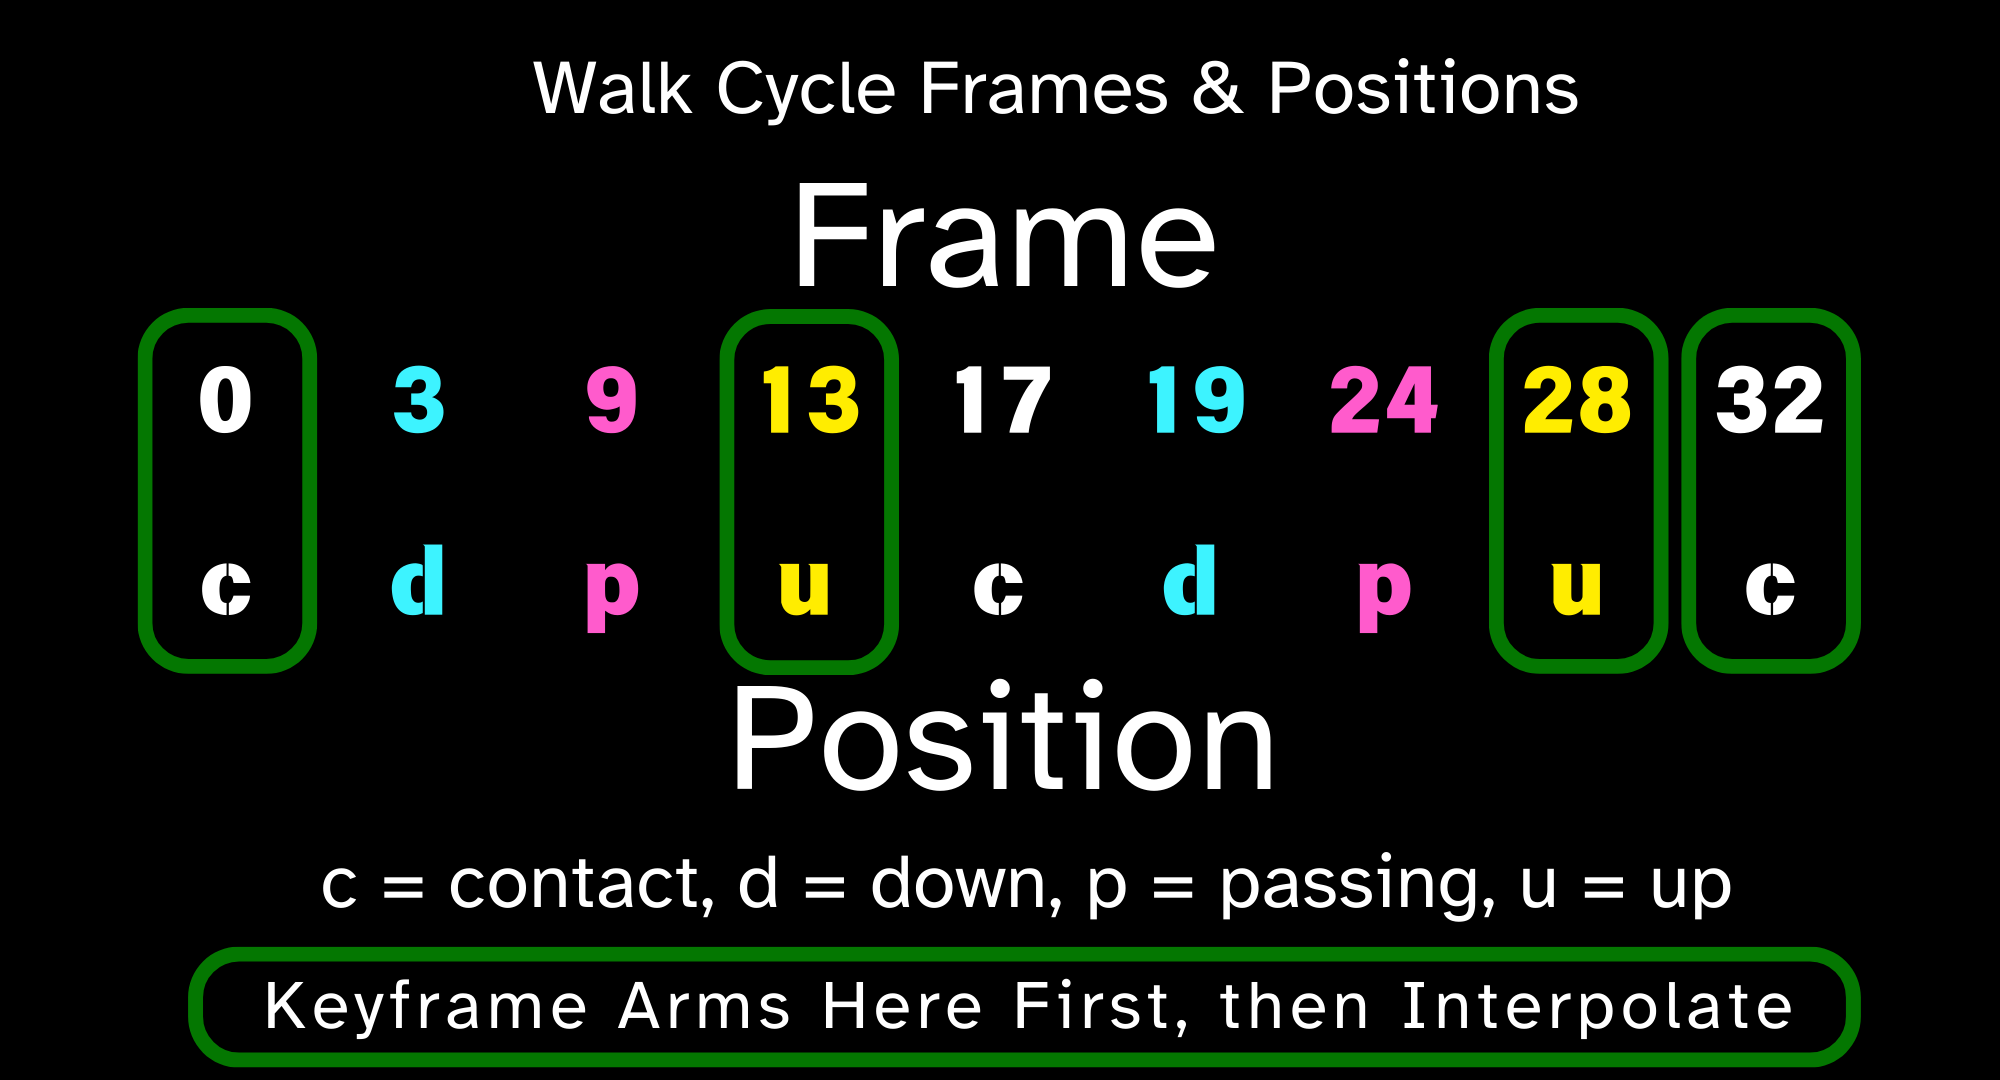 Walk Cycle Frames & Positions
Frame
0 3 9 13 17 19 24 28 32
c d p u c d p u c
Position
c = contact, d = down, p = passing, u = up
Keyframe Arms Here First, then Interpolate